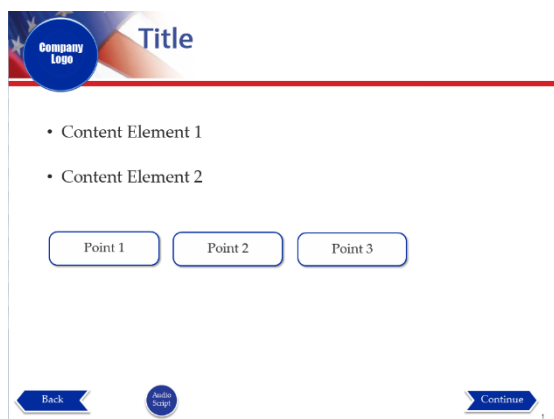 Company
Logo
Title
• Content Element 1
• Content Element 2
Point 1 Point 2 Point 3
Back
Audio
Script
Continue